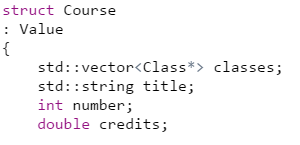 struct Course
: Value
{
    std::vector<Class*> classes;
    std::string title;
    int number;
    double credits;